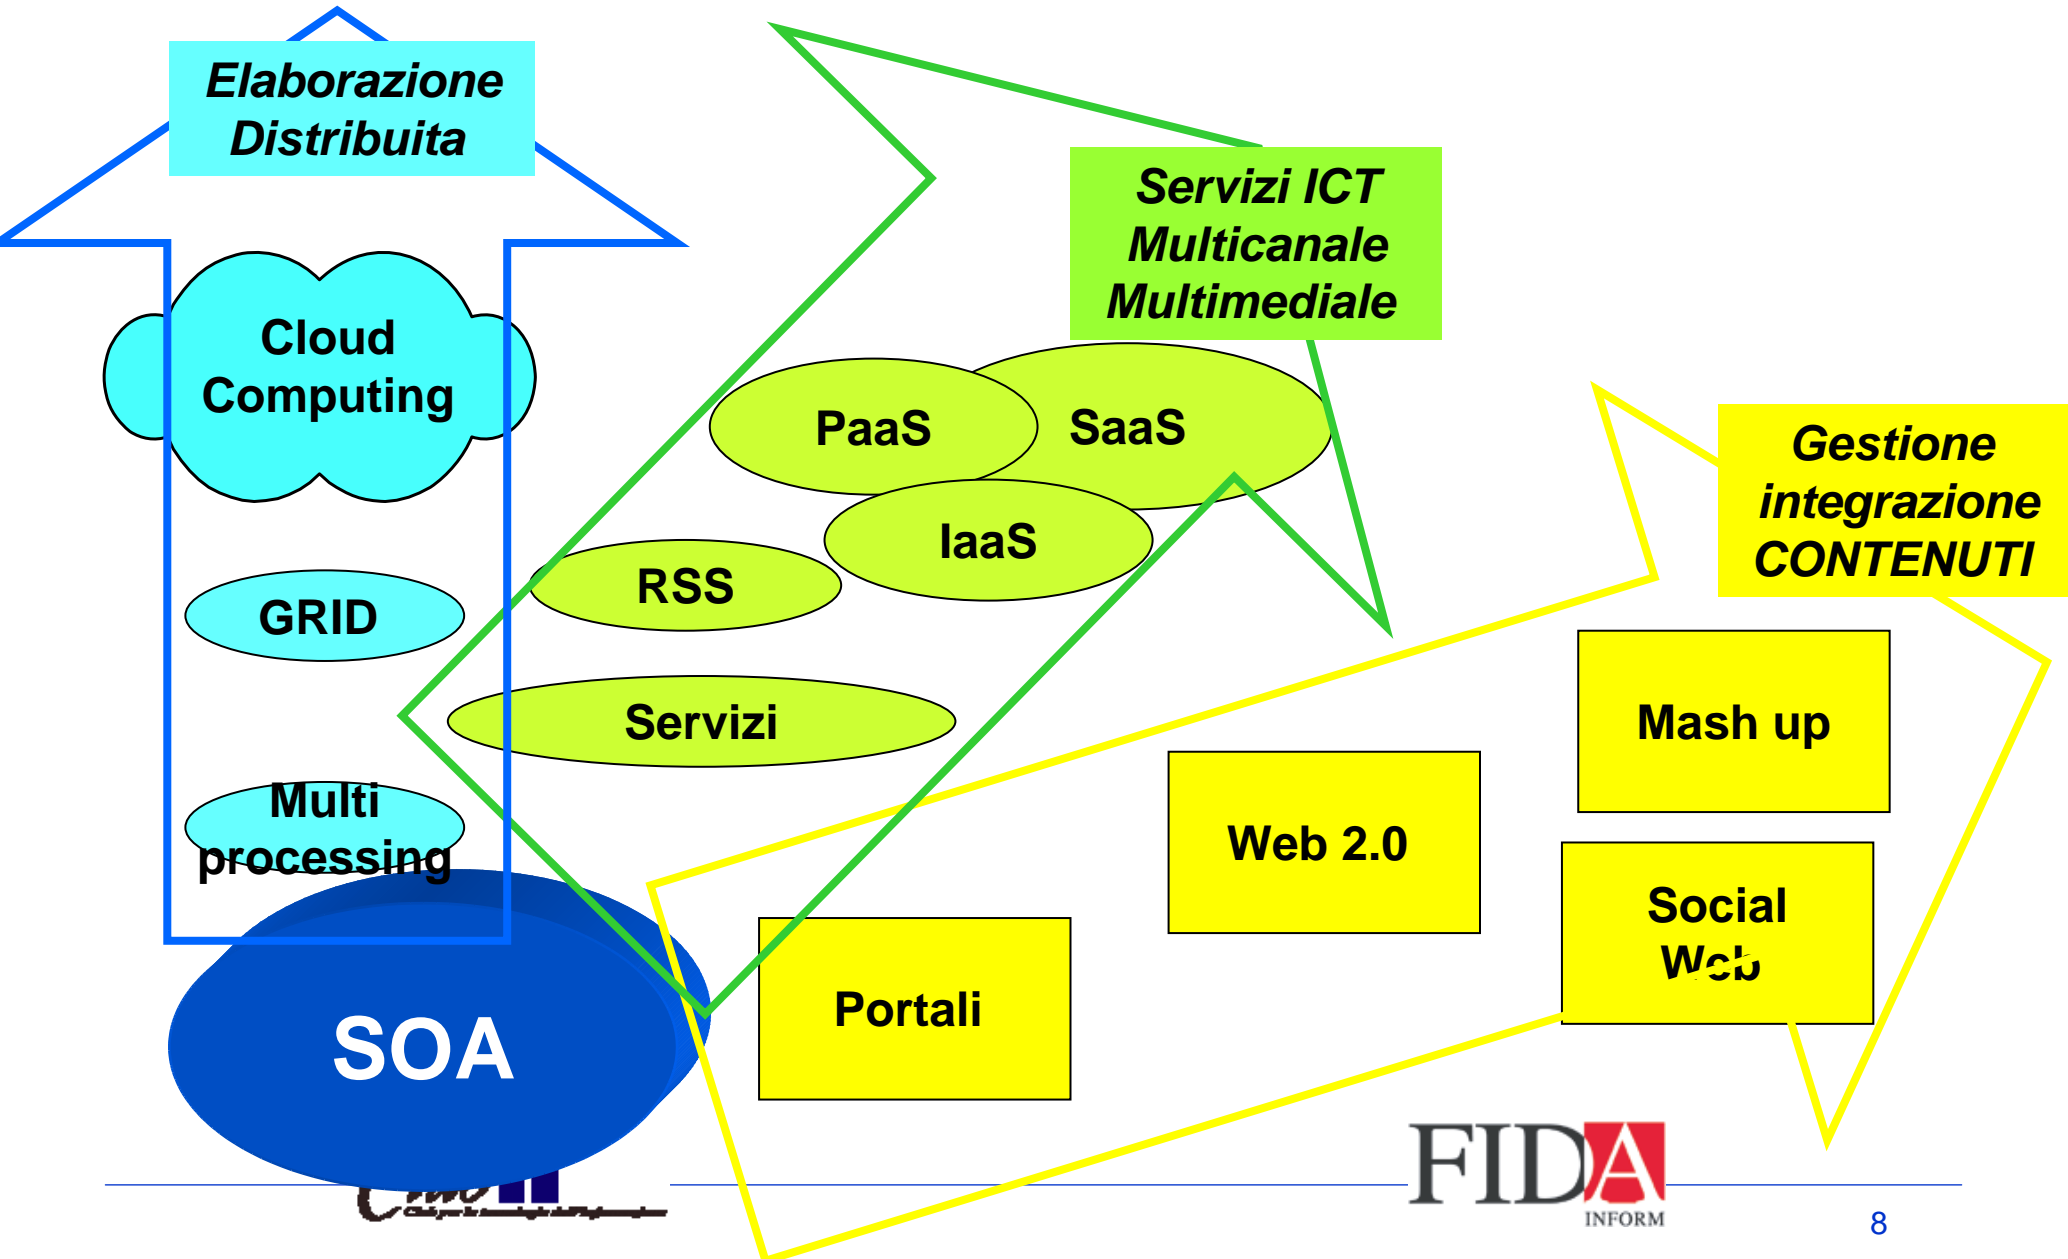 Elaborazione
Distribuita
Servizi ICT
Multicanale
Multimediale
Cloud
Computing
PaaS
SaaS
Gestione
integrazione
CONTENUTI
IaaS
RSS
GRID
Servizi
Mash up
Multi
processing
Web 2.0
Social
Web
Portali
SOA
FIDA
INFORM
8